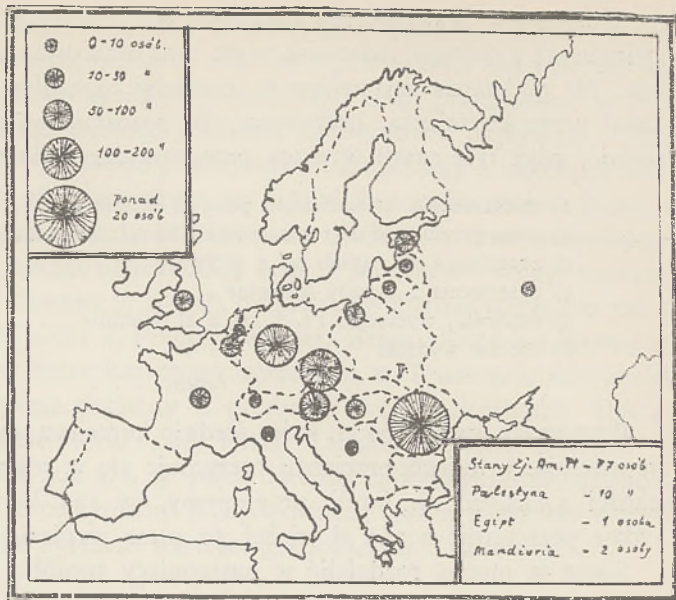 0-10 osób.
10-50 "
50-100 "
100-200 "
Ponad
20 osób
Stany Zj. Am. Pł - 77 osób
Palestyna - 10 "
Egipt - 1 osoba
Mandżuria - 2 osoby